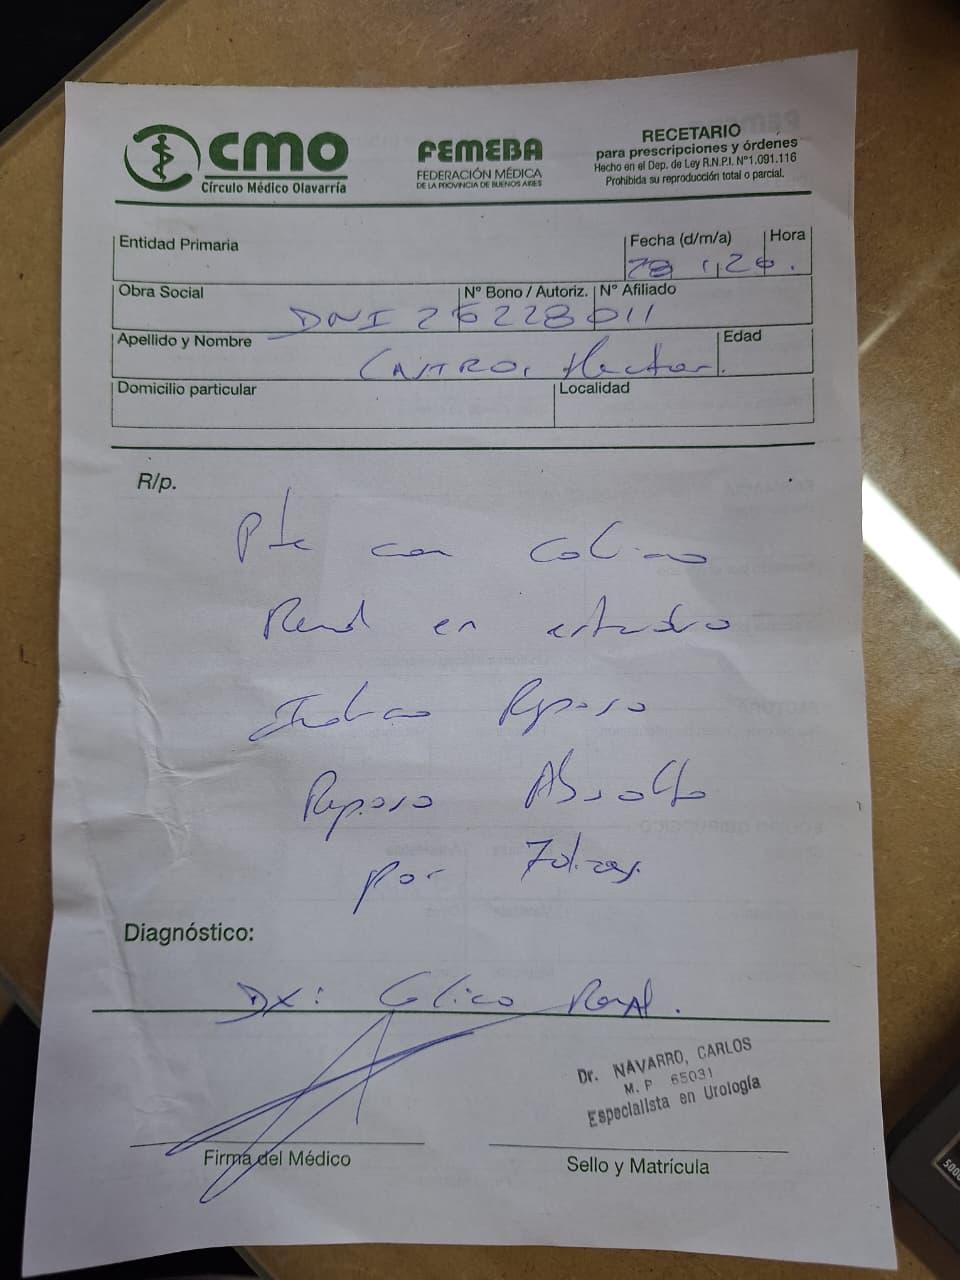 CMO
Círculo Médico Olavarría
FEMEBA
FEDERACIÓN MÉDICA
DE LA PROVINCIA DE BUENOS AIRES
RECETARIO
para prescripciones y órdenes
Hecho en el Dep. de Ley R.N.P.I. N°1.091.116
Prohibida su reproducción total o parcial.
Entidad Primaria
Fecha (d/m/a)
Hora
Obra Social
N° Bono / Autoriz.
N° Afiliado
DNI 26228011
Apellido y Nombre
Edad
CASTRO, Hector.
Domicilio particular
Localidad
R/p.
Pte con Colico
Renal en estudio
Indico Reposo
Reposo Absoluto
por 7 dias.
Diagnóstico:
DX: Colico Renal.
Dr. NAVARRO, CARLOS
M.P 65031
Especialista en Urología
Firma del Médico
Sello y Matrícula